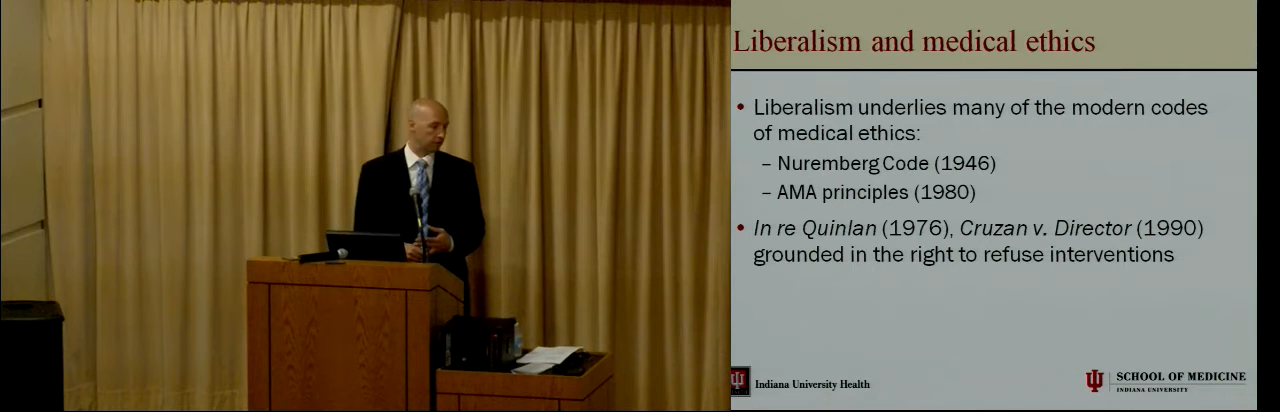 Liberalism and medical ethics
• Liberalism underlies many of the modern codes
of medical ethics:
– Nuremberg Code (1946)
– AMA principles (1980)
• In re Quinlan (1976), Cruzan v. Director (1990)
grounded in the right to refuse interventions
Indiana University Health
SCHOOL OF MEDICINE
INDIANA UNIVERSITY